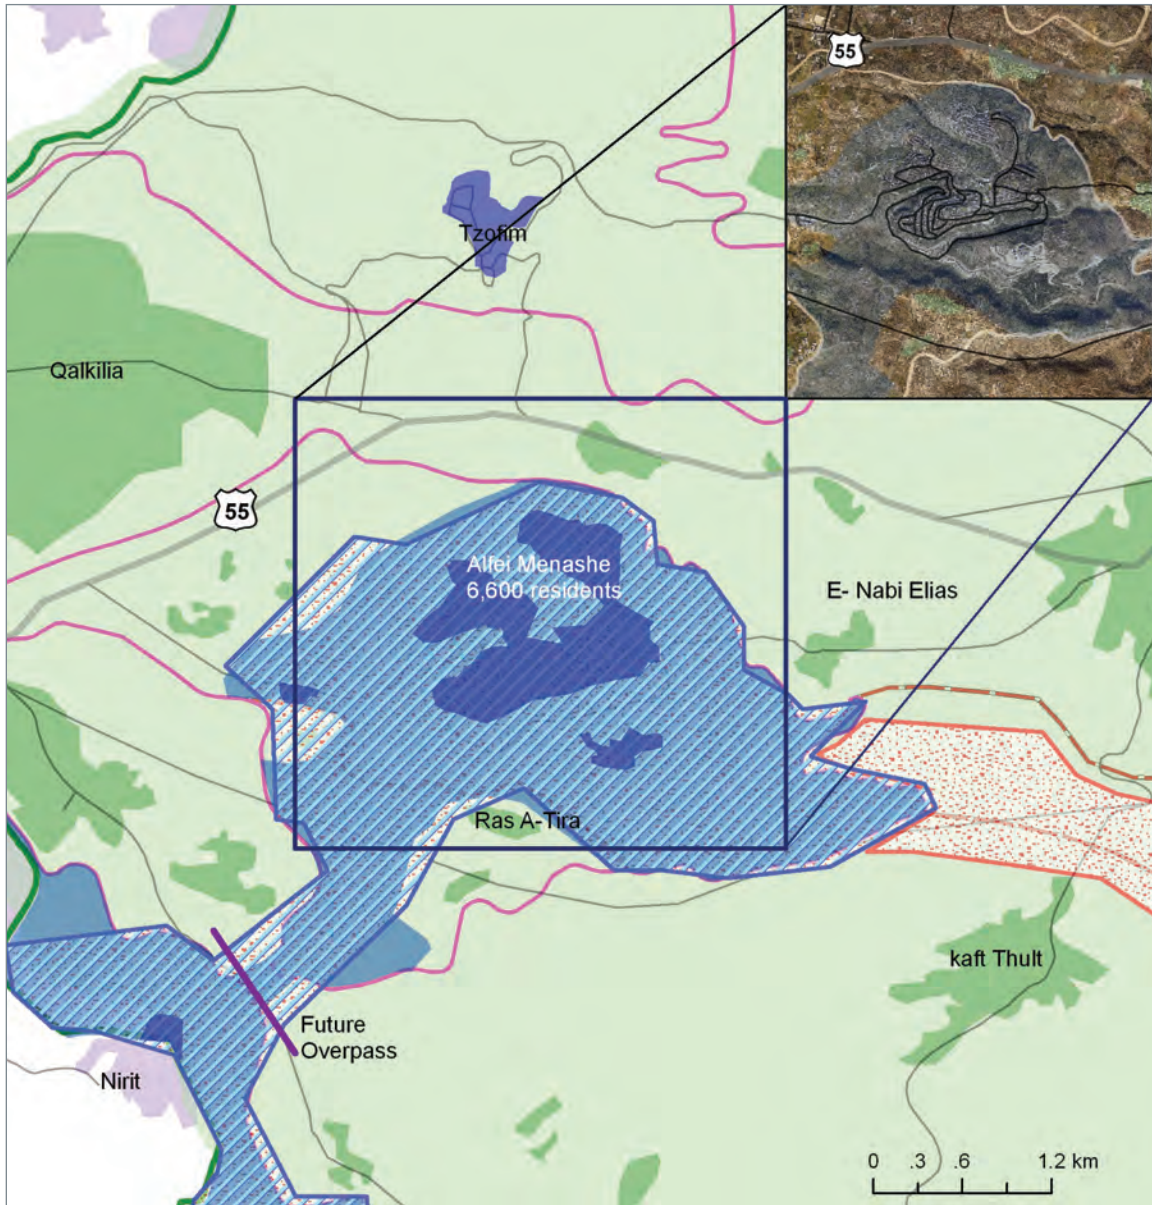 55
Tzofim
Qalkilia
55
Alfei Menashe
6,600 residents
E- Nabi Elias
Ras A-Tira
kaft Thult
Future
Overpass
Nirit
0 .3 .6 1.2 km